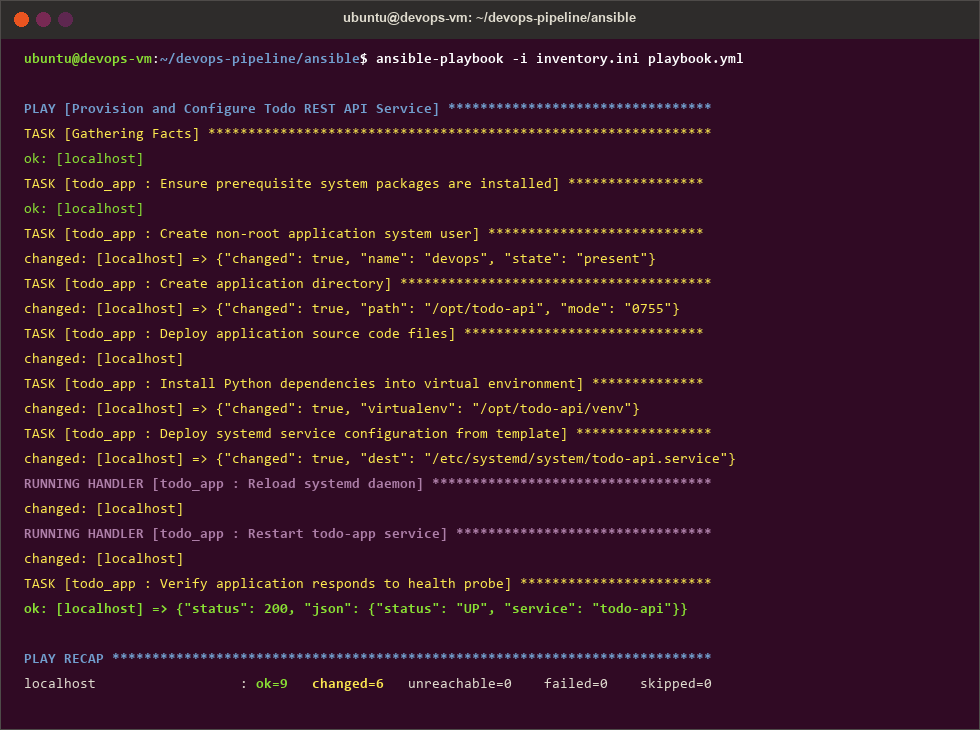 ubuntu@devops-vm: ~/devops-pipeline/ansible
ubuntu@devops-vm:~/devops-pipeline/ansible$ ansible-playbook -i inventory.ini playbook.yml
PLAY [Provision and Configure Todo REST API Service] *********************************
TASK [Gathering Facts] ***************************************************************
ok: [localhost]
TASK [todo_app : Ensure prerequisite system packages are installed] *****************
ok: [localhost]
TASK [todo_app : Create non-root application system user] ***************************
changed: [localhost] => {"changed": true, "name": "devops", "state": "present"}
TASK [todo_app : Create application directory] ***************************************
changed: [localhost] => {"changed": true, "path": "/opt/todo-api", "mode": "0755"}
TASK [todo_app : Deploy application source code files] ******************************
changed: [localhost]
TASK [todo_app : Install Python dependencies into virtual environment] **************
changed: [localhost] => {"changed": true, "virtualenv": "/opt/todo-api/venv"}
TASK [todo_app : Deploy systemd service configuration from template] *****************
changed: [localhost] => {"changed": true, "dest": "/etc/systemd/system/todo-api.service"}
RUNNING HANDLER [todo_app : Reload systemd daemon] ***********************************
changed: [localhost]
RUNNING HANDLER [todo_app : Restart todo-app service] ********************************
changed: [localhost]
TASK [todo_app : Verify application responds to health probe] ************************
ok: [localhost] => {"status": 200, "json": {"status": "UP", "service": "todo-api"}}
PLAY RECAP ***************************************************************************
localhost                  : ok=9   changed=6   unreachable=0    failed=0    skipped=0